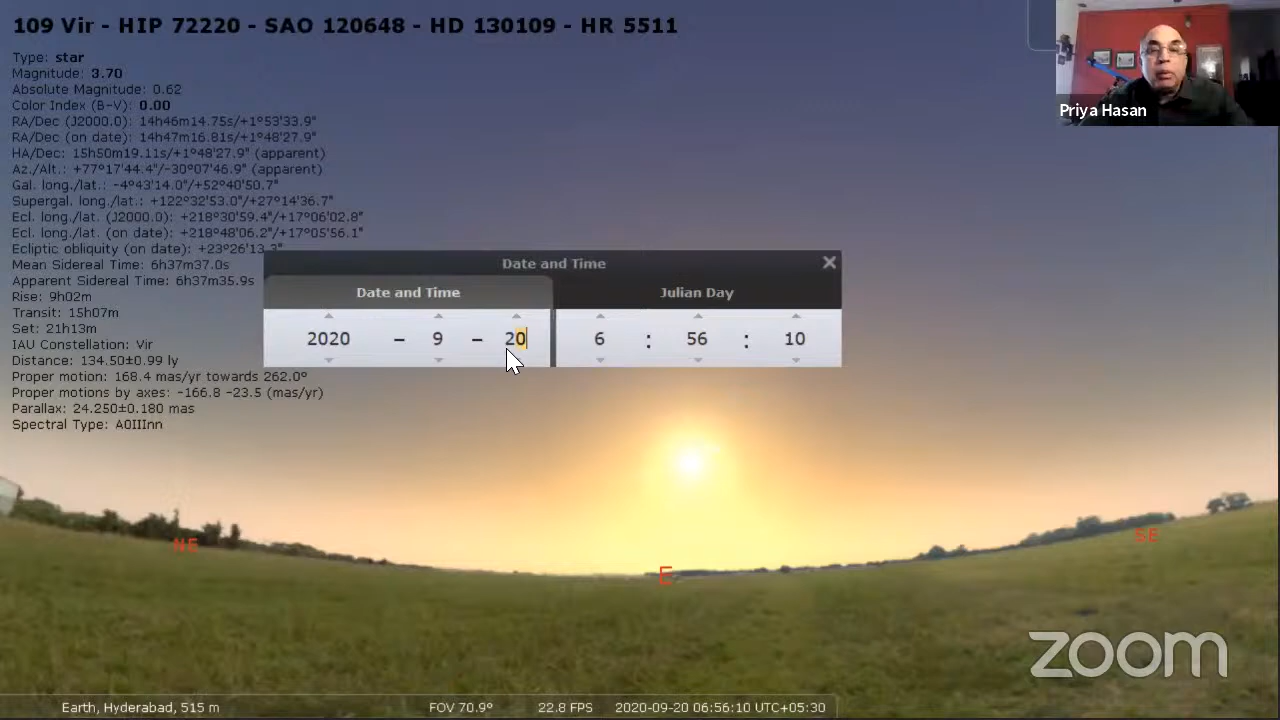 109 Vir - HIP 72220 - SAO 120648 - HD 130109 - HR 5511
Type: star
Magnitude: 3.70
Absolute Magnitude: 0.62
Color Index (B-V): 0.00
RA/Dec (J2000.0): 14h46m14.75s/+1°53'33.9"
RA/Dec (on date): 14h47m16.81s/+1°48'27.9"
HA/Dec: 15h50m19.11s/+1°48'27.9" (apparent)
Az./Alt.: +77°17'44.4"/-30°07'46.9" (apparent)
Gal. long./lat.: -4°43'14.0"/+52°40'50.7"
Supergal. long./lat.: +122°32'53.0"/+27°14'36.7"
Ecl. long./lat. (J2000.0): +218°30'59.4"/+17°06'02.8"
Ecl. long./lat. (on date): +218°48'06.2"/+17°05'56.1"
Ecliptic obliquity (on date): +23°26'13.3"
Mean Sidereal Time: 6h37m37.0s
Apparent Sidereal Time: 6h37m35.9s
Rise: 9h02m
Transit: 15h07m
Set: 21h13m
IAU Constellation: Vir
Distance: 134.50±0.99 ly
Proper motion: 168.4 mas/yr towards 262.0°
Proper motions by axes: -166.8 -23.5 (mas/yr)
Parallax: 24.250±0.180 mas
Spectral Type: A0IIInn
Priya Hasan
Date and Time
Date and Time Julian Day
2020 - 9 - 20 6 : 56 : 10
NE
E
SE
zoom
Earth, Hyderabad, 515 m FOV 70.9° 22.8 FPS 2020-09-20 06:56:10 UTC+05:30